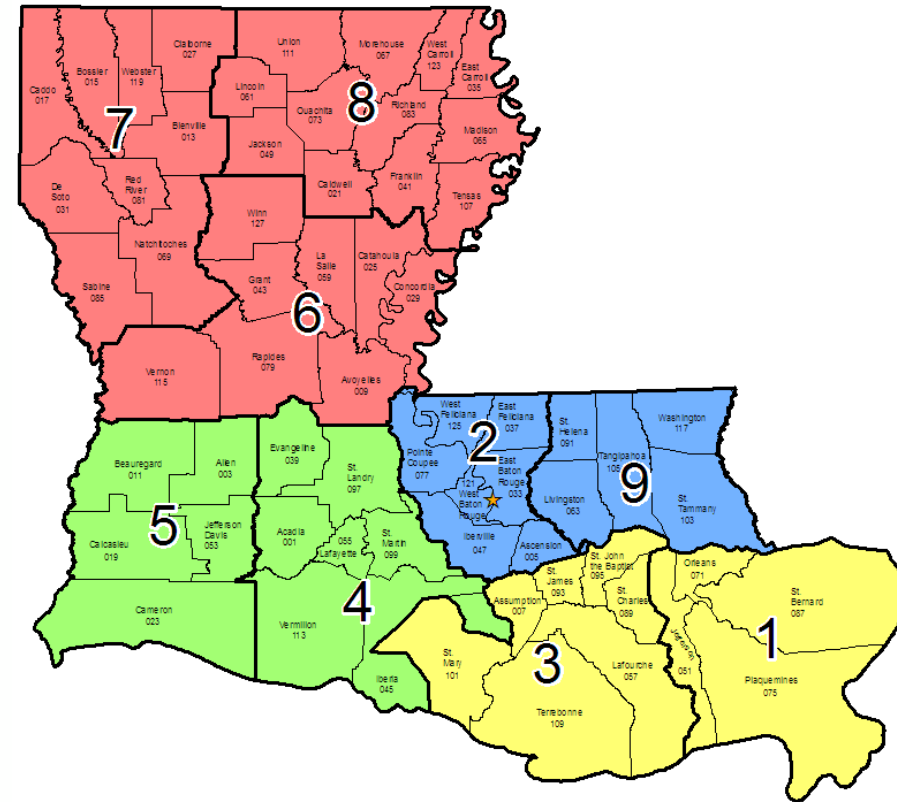 Claiborne
027
Union
111
Morehouse
067
West
Carroll
123
East
Carroll
035
Caddo
017
Bossier
015
Webster
119
Lincoln
061
Ouachita
073
Richland
083
8
7
Bienville
013
Madison
065
Jackson
049
Caldwell
021
Franklin
041
Tensas
107
De
Soto
031
Red
River
081
Winn
127
Natchitoches
069
La
Salle
059
Catahoula
025
Sabine
085
Grant
043
Concordia
029
6
Vernon
115
Rapides
079
Avoyelles
009
West
Feliciana
125
East
Feliciana
037
St.
Helena
091
Washington
117
2
Evangeline
039
Pointe
Coupee
077
Tangipahoa
105
Beauregard
011
Allen
003
St.
Landry
097
121
West
Baton
Rouge
East
Baton
Rouge
033
9
Livingston
063
St.
Tammany
103
5
Calcasieu
019
Jefferson
Davis
053
Acadia
001
055
Lafayette
St.
Martin
099
Iberville
047
Ascension
005
St. John
the Baptist
095
Orleans
071
St.
James
093
Assumption
007
St.
Charles
089
St.
Bernard
087
4
Cameron
023
Vermilion
113
St.
Mary
101
3
Lafourche
057
Jefferson
051
1
Plaquemines
075
Iberia
045
Terrebonne
109